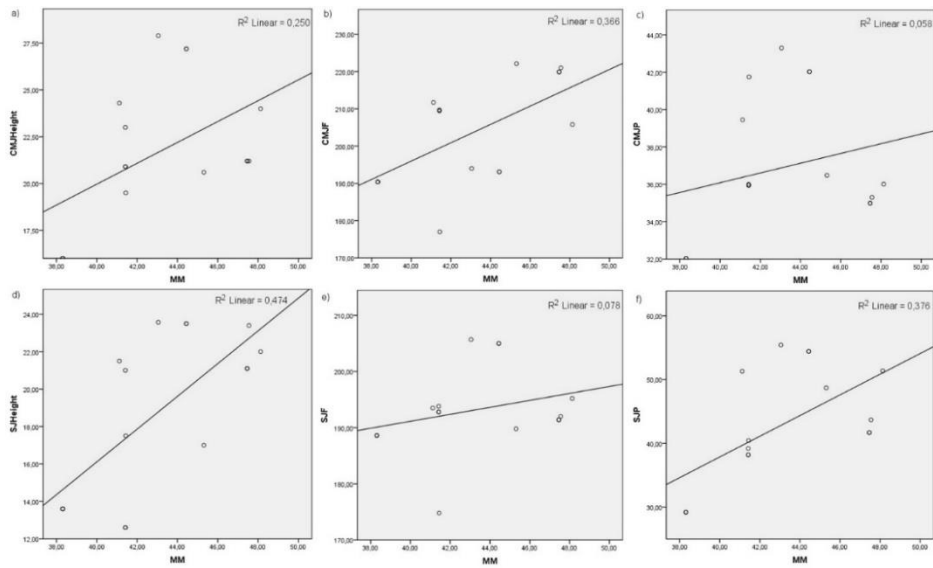 a)
R² Linear = 0,250
27,50
25,00
22,50
20,00
17,50
CMJHeight
38,00 40,00 42,00 44,00 46,00 48,00 50,00
MM
b)
R² Linear = 0,366
230,00
220,00
210,00
200,00
190,00
180,00
170,00
CMJF
38,00 40,00 42,00 44,00 46,00 48,00 50,00
MM
c)
R² Linear = 0,058
44,00
42,00
40,00
38,00
36,00
34,00
32,00
CMJP
38,00 40,00 42,00 44,00 46,00 48,00 50,00
MM
d)
R² Linear = 0,474
24,00
22,00
20,00
18,00
16,00
14,00
12,00
SJHeight
38,00 40,00 42,00 44,00 46,00 48,00 50,00
MM
e)
R² Linear = 0,078
210,00
200,00
190,00
180,00
170,00
SJF
38,00 40,00 42,00 44,00 46,00 48,00 50,00
MM
f)
R² Linear = 0,376
60,00
50,00
40,00
30,00
SJP
38,00 40,00 42,00 44,00 46,00 48,00 50,00
MM